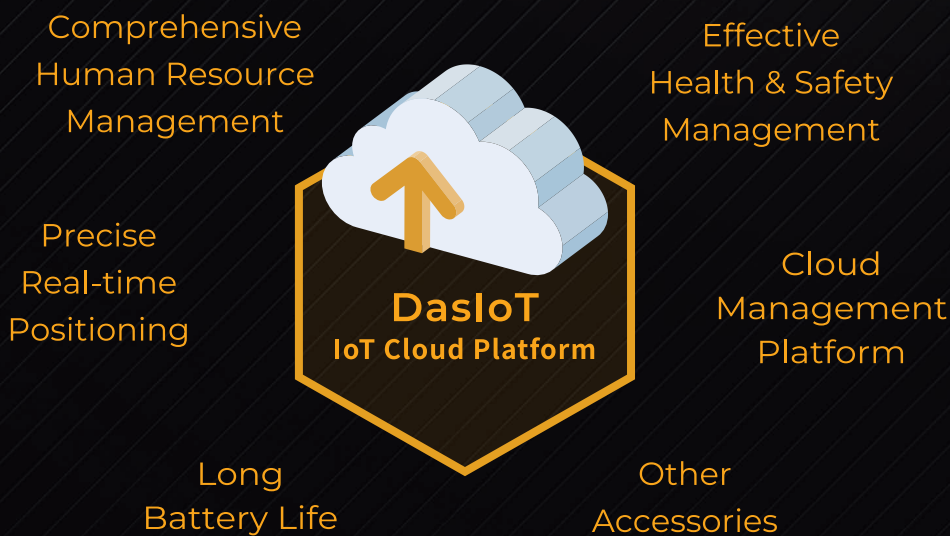 Comprehensive
Human Resource
Management
Effective
Health & Safety
Management
Precise
Real-time
Positioning
Cloud
Management
Platform
DasIoT
IoT Cloud Platform
Long
Battery Life
Other
Accessories